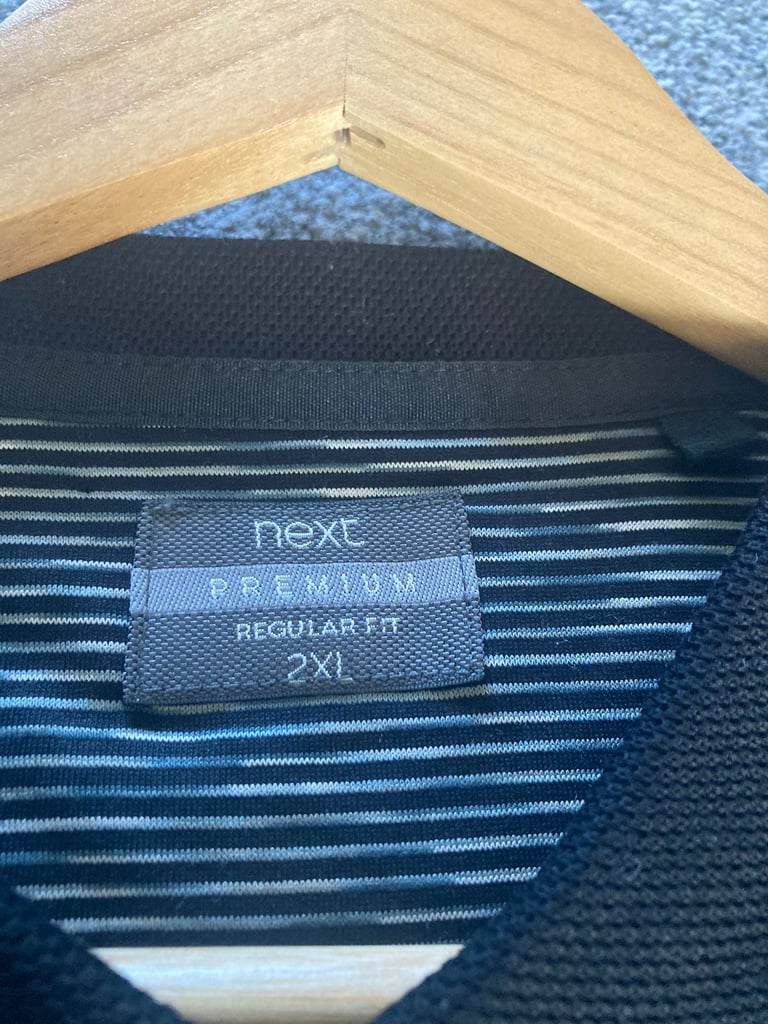 next
PREMIUM
REGULAR FIT
2XL